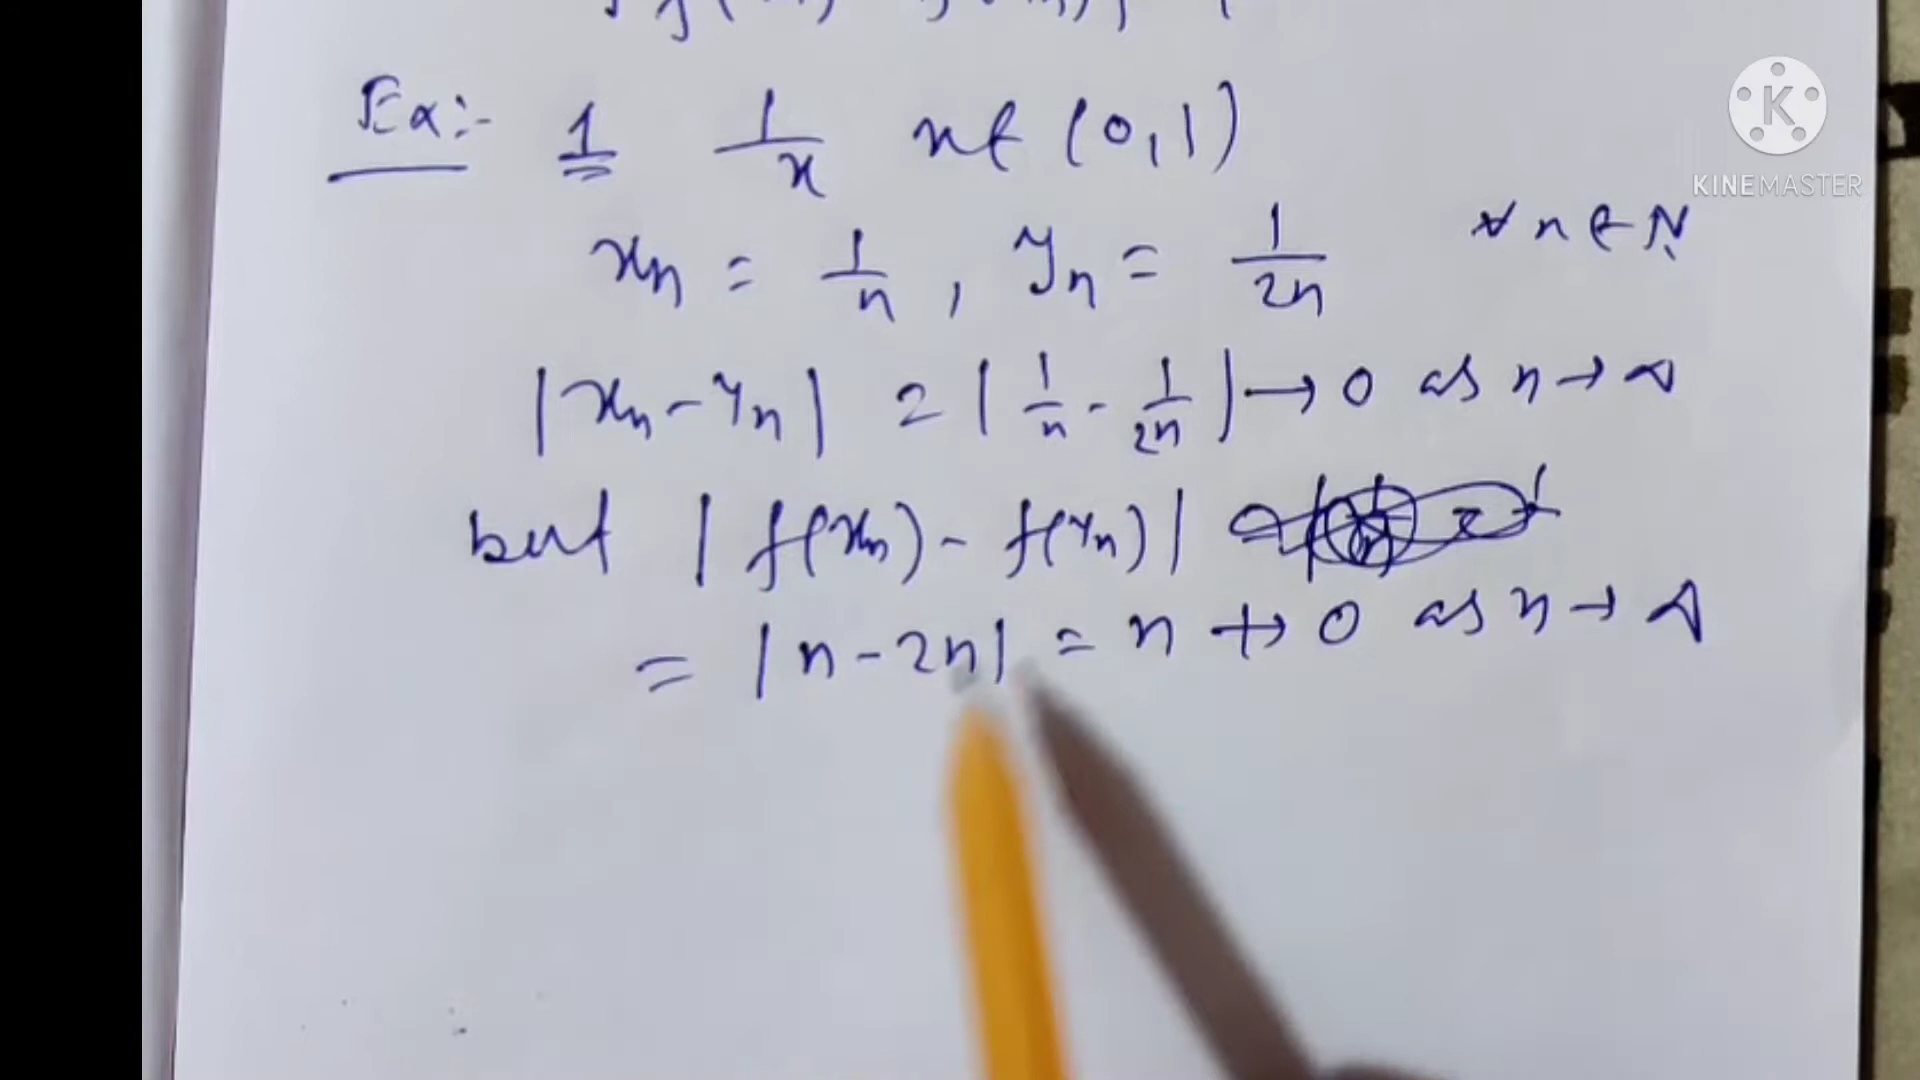 Ex:- 1 1/x x ∈ (0,1)
KINEMASTER
xn = 1/n , yn = 1/2n ∀ n ∈ N
|xn - yn| = |1/n - 1/2n| → 0 as n → ∞
but |f(xn) - f(yn)|
= |n - 2n| = n ↛ 0 as n → ∞